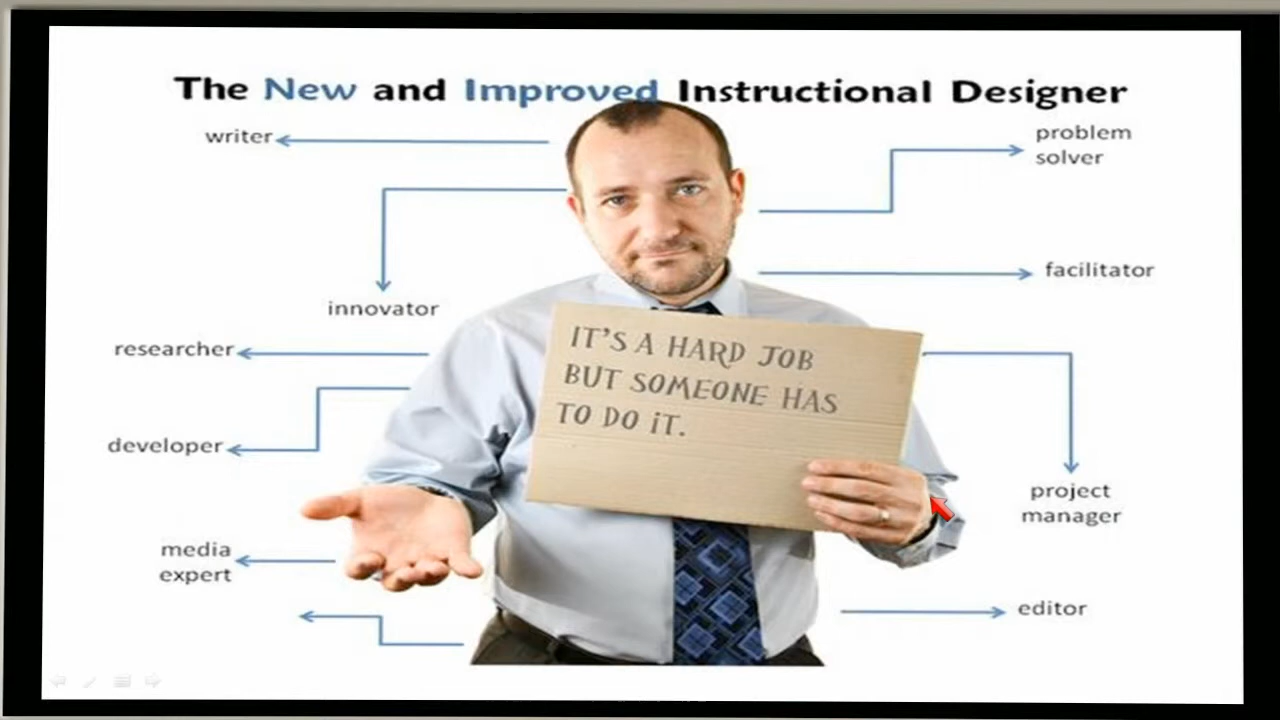 The New and Improved Instructional Designer
writer
problem
solver
innovator
facilitator
IT'S A HARD JOB
BUT SOMEONE HAS
TO DO iT.
researcher
developer
project
manager
media
expert
editor